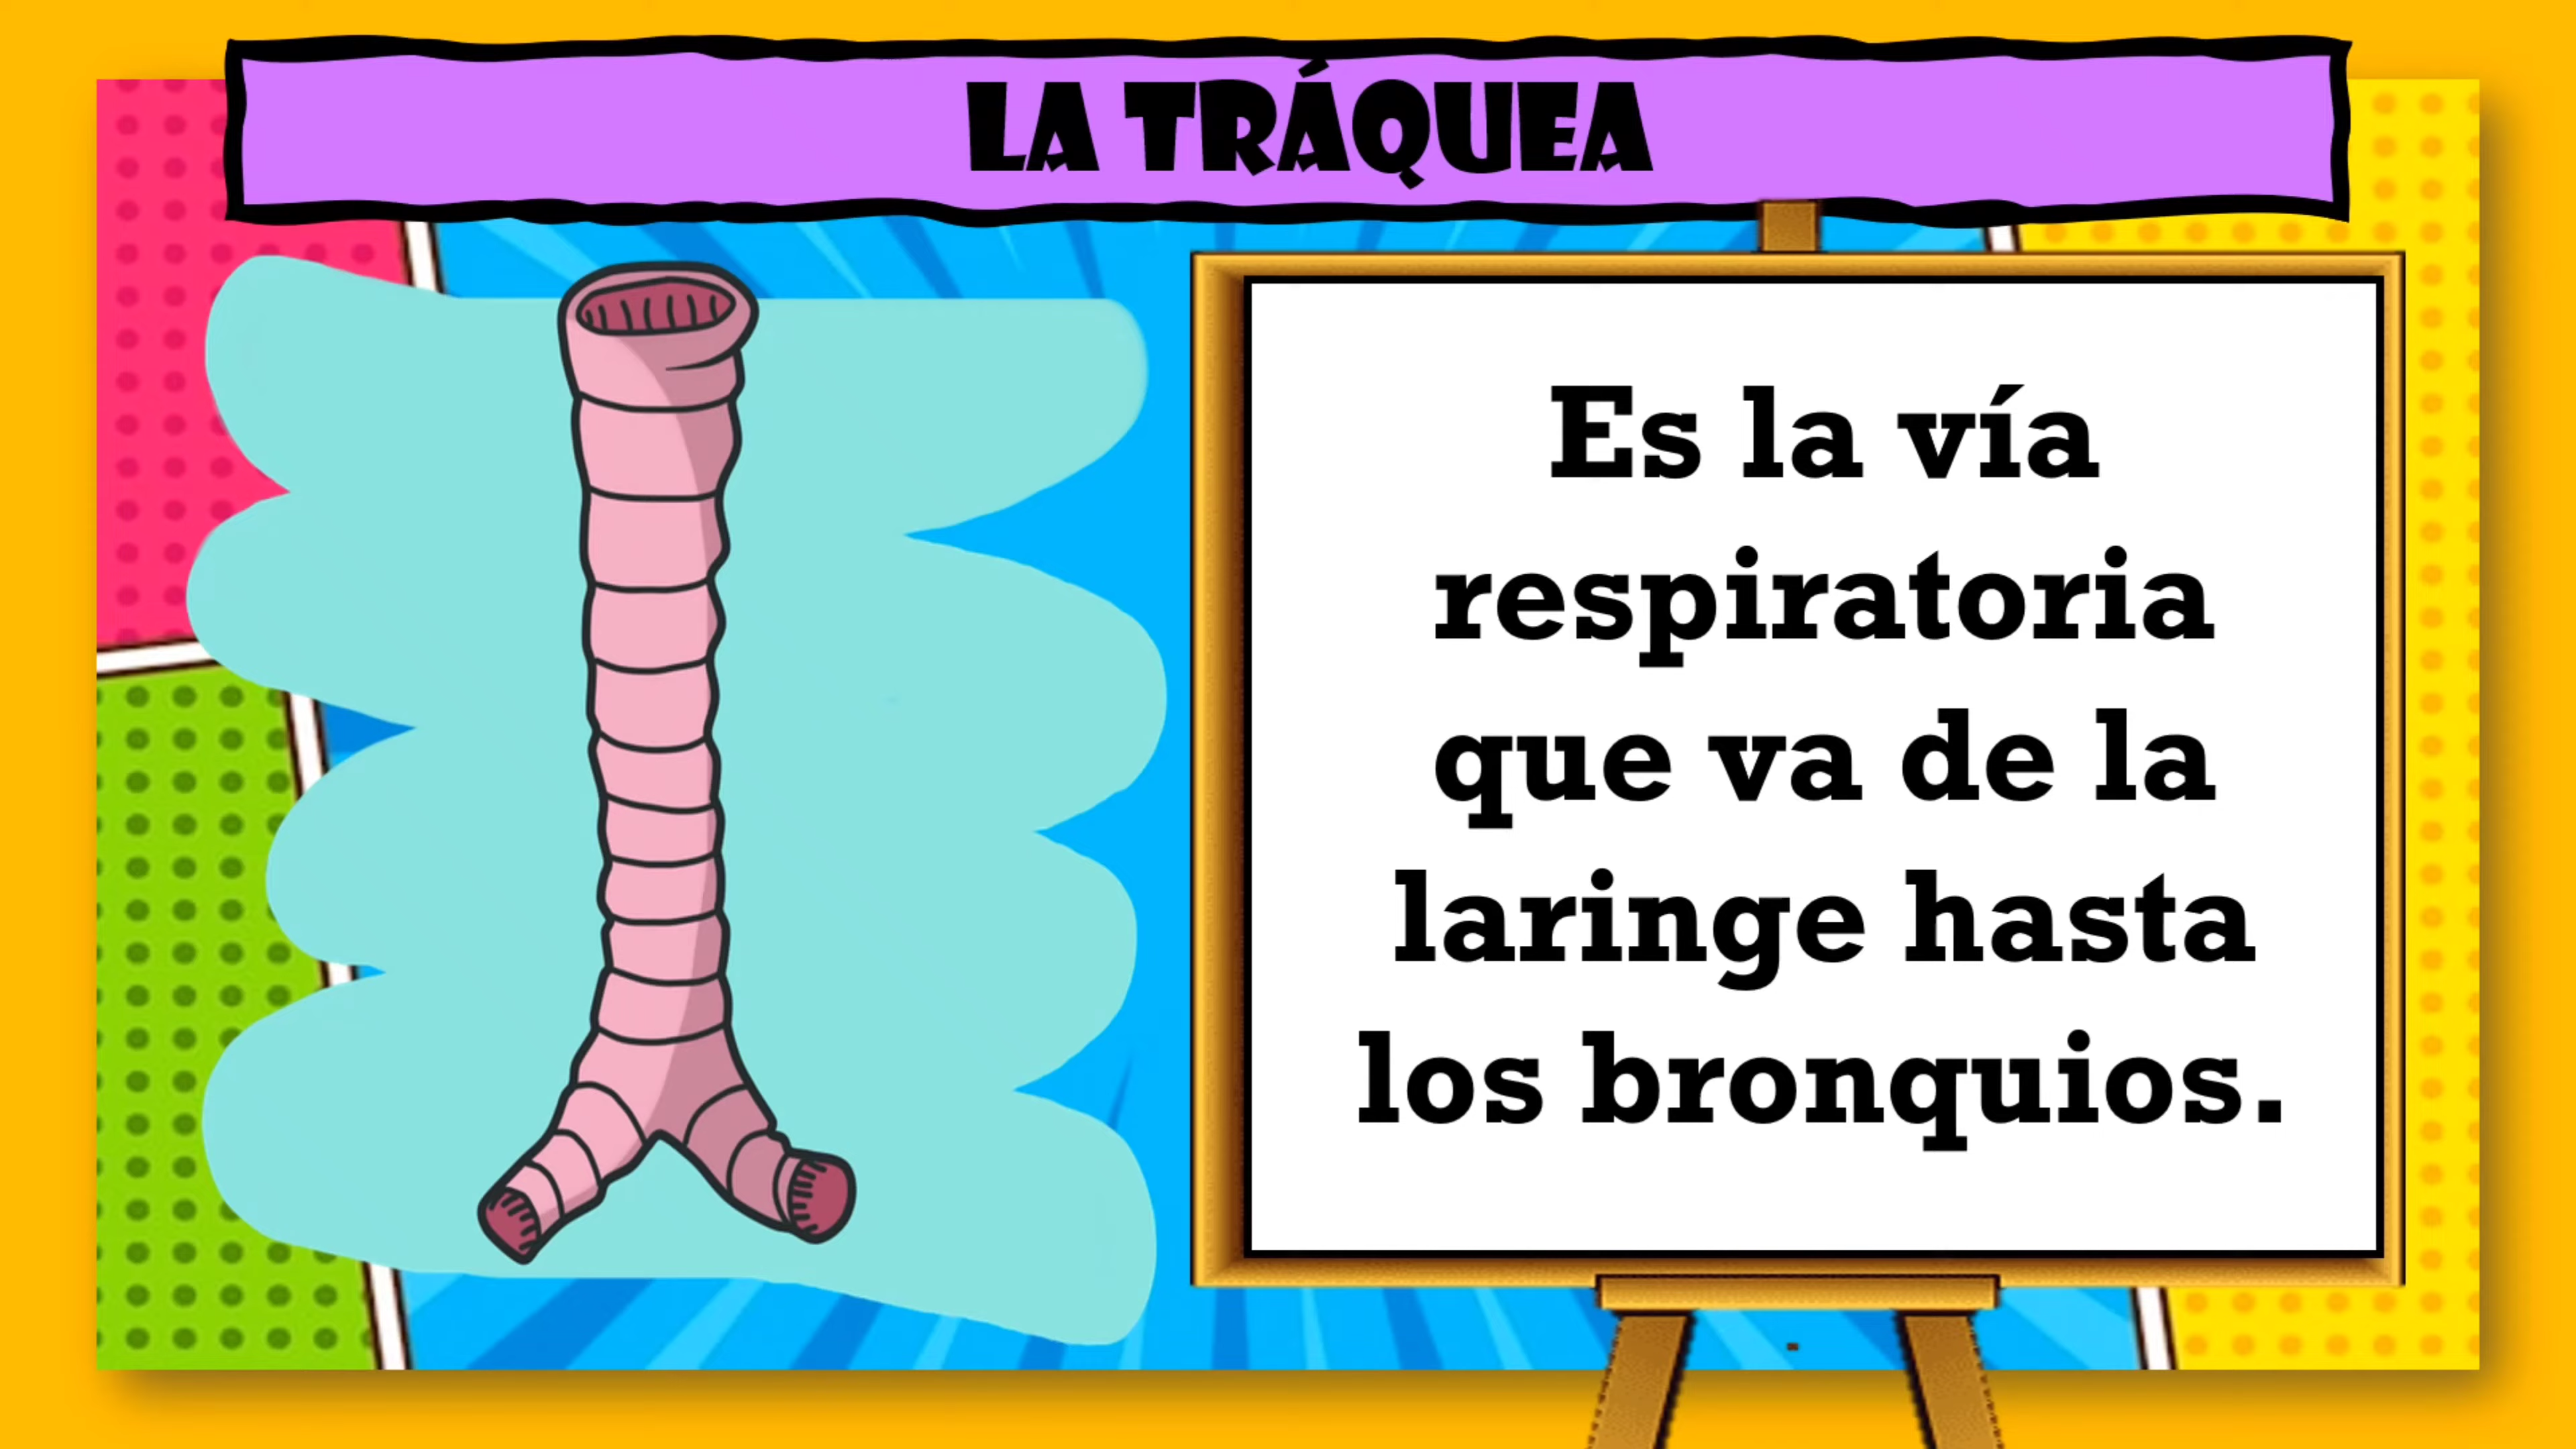 LA TRÁQUEA
Es la vía
respiratoria
que va de la
laringe hasta
los bronquios.